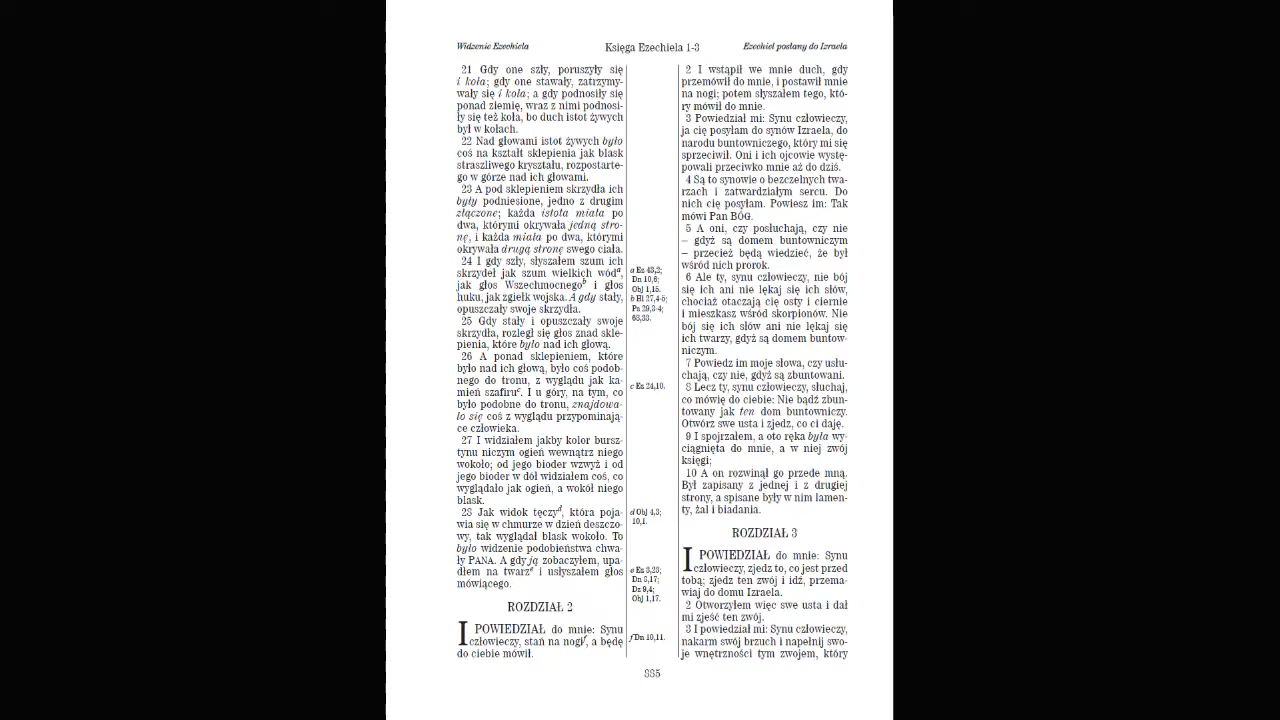 Widzenie Ezechiela
Księga Ezechiela 1-3
Ezechiel posłany do Izraela
21 Gdy one szły, poruszyły się
i koła; gdy one stawały, zatrzymy-
wały się i koła; a gdy podnosiły się
ponad ziemię, wraz z nimi podnosi-
ły się też koła, bo duch istot żywych
był w kołach.
22 Nad głowami istot żywych było
coś na kształt sklepienia jak blask
straszliwego kryształu, rozpostarte-
go w górze nad ich głowami.
23 A pod sklepieniem skrzydła ich
były podniesione, jedno z drugim
złączone; każda istota miała po
dwa, którymi okrywała jedną stro-
nę, i każda miała po dwa, którymi
okrywała drugą stronę swego ciała.
24 I gdy szły, słyszałem szum ich
skrzydeł jak szum wielkich wód^a,
jak głos Wszechmocnego^b i głos
huku, jak zgiełk wojska. A gdy stały,
opuszczały swoje skrzydła.
25 Gdy stały i opuszczały swoje
skrzydła, rozległ się głos znad skle-
pienia, które było nad ich głową.
26 A ponad sklepieniem, które
było nad ich głową, było coś podob-
nego do tronu, z wyglądu jak ka-
mień szafiru^c. I u góry, na tym, co
było podobne do tronu, znajdowa-
ło się coś z wyglądu przypominają-
ce człowieka.
27 I widziałem jakby kolor bursz-
tynu niczym ogień wewnątrz niego
wokoło; od jego bioder wzwyż i od
jego bioder w dół widziałem coś, co
wyglądało jak ogień, a wokół niego
blask.
28 Jak widok tęczy^d, która poja-
wia się w chmurze w dzień deszczo-
wy, tak wyglądał blask wokoło. To
było widzenie podobieństwa chwa-
ły PANA. A gdy ją zobaczyłem, upa-
dłem na twarz^e i usłyszałem głos
mówiącego.
ROZDZIAŁ 2
I POWIEDZIAŁ do mnie: Synu
człowieczy, stań na nogi^f, a będę
do ciebie mówił.
a Ez 43,2;
Dn 10,6;
Obj 1,15.
b Hi 37,4-5;
Ps 29,3-4;
68,33.
c Ez 24,10.
d Obj 4,3;
10,1.
e Ez 3,23;
Dn 8,17;
Dz 9,4;
Obj 1,17.
f Dn 10,11.
2 I wstąpił we mnie duch, gdy
przemówił do mnie, i postawił mnie
na nogi; potem słyszałem tego, któ-
ry mówił do mnie.
3 Powiedział mi: Synu człowieczy,
ja cię posyłam do synów Izraela, do
narodu buntowniczego, który mi się
sprzeciwił. Oni i ich ojcowie wystę-
powali przeciwko mnie aż do dziś.
4 Są to synowie o bezczelnych twa-
rzach i zatwardziałym sercu. Do
nich cię posyłam. Powiesz im: Tak
mówi Pan BÓG.
5 A oni, czy posłuchają, czy nie
– gdyż są domem buntowniczym
– przecież będą wiedzieć, że był
wśród nich prorok.
6 Ale ty, synu człowieczy, nie bój
się ich ani nie lękaj się ich słów,
chociaż otaczają cię osty i ciernie
i mieszkasz wśród skorpionów. Nie
bój się ich słów ani nie lękaj się
ich twarzy, gdyż są domem buntow-
niczym.
7 Powiedz im moje słowa, czy usłu-
chają, czy nie, gdyż są zbuntowani.
8 Lecz ty, synu człowieczy, słuchaj,
co mówię do ciebie: Nie bądź zbun-
towany jak ten dom buntowniczy.
Otwórz swe usta i zjedz, co ci daję.
9 I spojrzałem, a oto ręka była wy-
ciągnięta do mnie, a w niej zwój
księgi;
10 A on rozwinął go przede mną.
Był zapisany z jednej i z drugiej
strony, a spisane były w nim lamen-
ty, żal i biadania.
ROZDZIAŁ 3
I POWIEDZIAŁ do mnie: Synu
człowieczy, zjedz to, co jest przed
tobą; zjedz ten zwój i idź, przema-
wiaj do domu Izraela.
2 Otworzyłem więc swe usta i dał
mi zjeść ten zwój.
3 I powiedział mi: Synu człowieczy,
nakarm swój brzuch i napełnij swo-
je wnętrzności tym zwojem, który
885